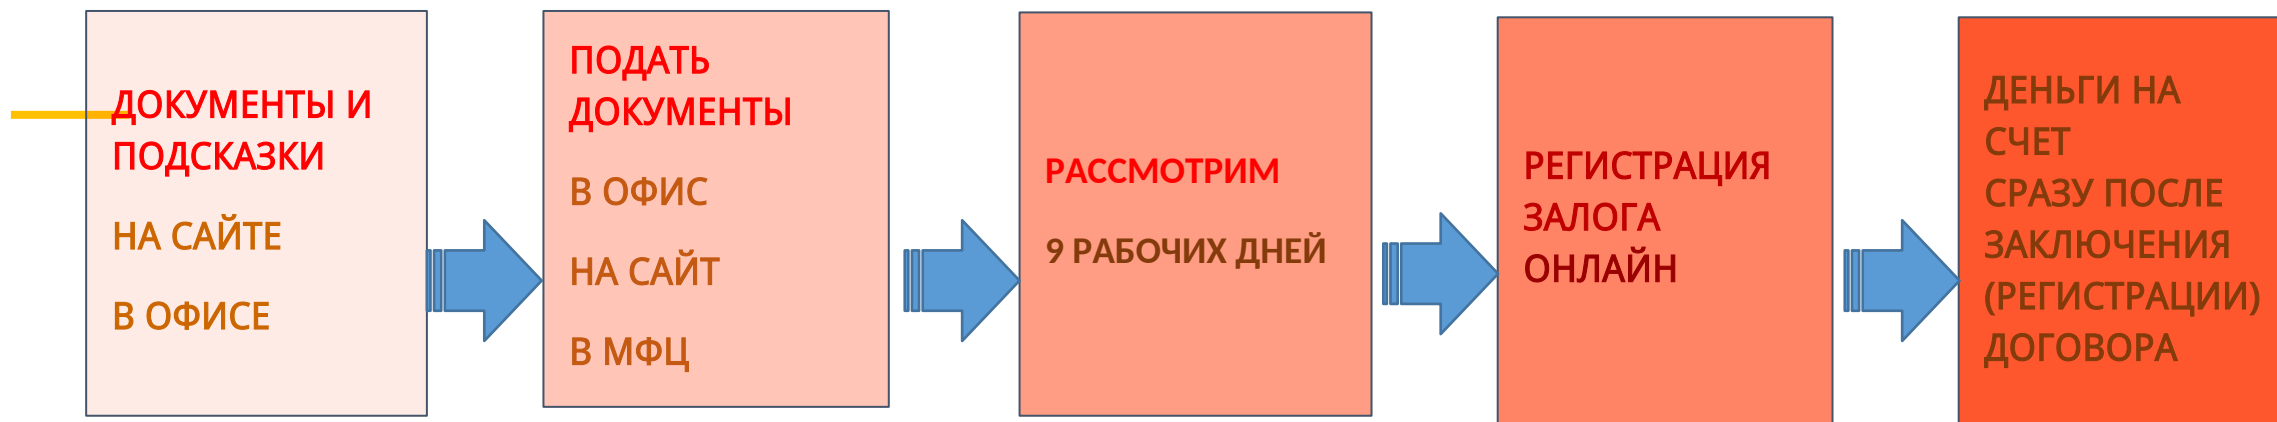 ДОКУМЕНТЫ И
ПОДСКАЗКИ
НА САЙТЕ
В ОФИСЕ
ПОДАТЬ
ДОКУМЕНТЫ
В ОФИС
НА САЙТ
В МФЦ
РАССМОТРИМ
9 РАБОЧИХ ДНЕЙ
РЕГИСТРАЦИЯ
ЗАЛОГА
ОНЛАЙН
ДЕНЬГИ НА
СЧЕТ
СРАЗУ ПОСЛЕ
ЗАКЛЮЧЕНИЯ
(РЕГИСТРАЦИИ)
ДОГОВОРА